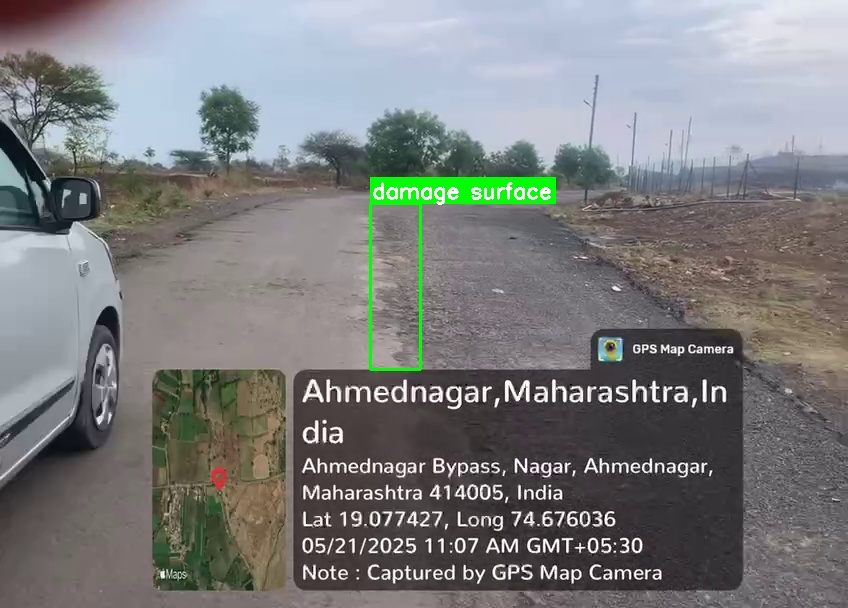 damage surface
GPS Map Camera
Ahmednagar,Maharashtra,In
dia
Ahmednagar Bypass, Nagar, Ahmednagar,
Maharashtra 414005, India
Lat 19.077427, Long 74.676036
05/21/2025 11:07 AM GMT+05:30
Note : Captured by GPS Map Camera
Maps